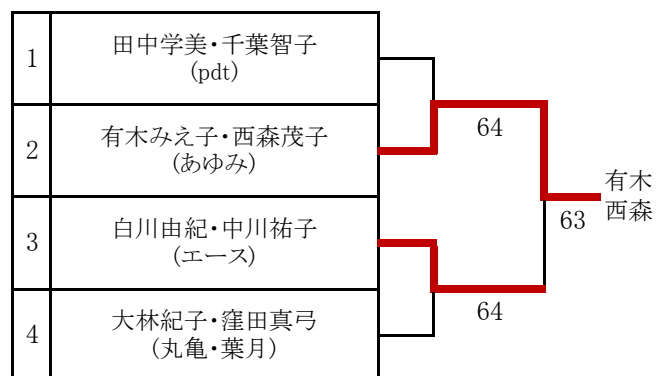 1
田中学美・千葉智子
(pdt)
2
有木みえ子・西森茂子
(あゆみ)
3
白川由紀・中川祐子
(エース)
4
大林紀子・窪田真弓
(丸亀・葉月)
64
64
63
有木
西森